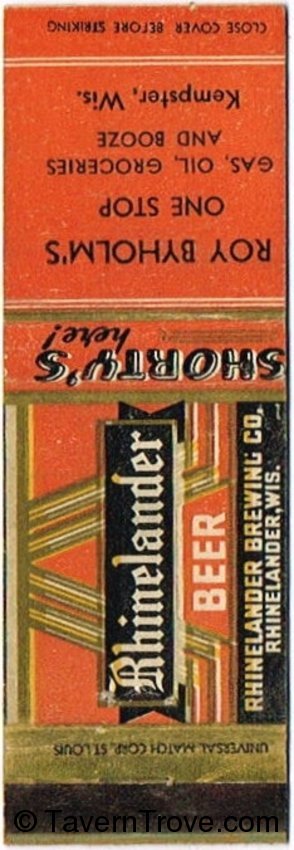 CLOSE COVER BEFORE STRIKING
ROY BYHOLM'S
ONE STOP
GAS, OIL, GROCERIES
AND BOOZE
Kempster, Wis.
SHORTY'S
here!
Rhinelander
BEER
RHINELANDER BREWING CO.
RHINELANDER, WIS.
UNIVERSAL MATCH CORP., ST. LOUIS
© TavernTrove.com